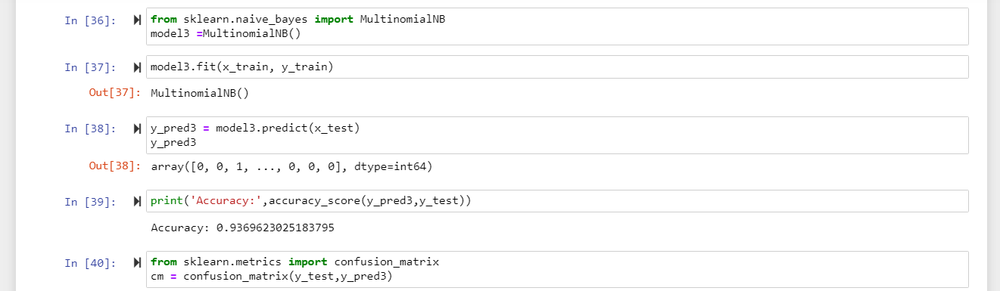 In [36]: from sklearn.naive_bayes import MultinomialNB
model3 =MultinomialNB()
In [37]: model3.fit(x_train, y_train)
Out[37]: MultinomialNB()
In [38]: y_pred3 = model3.predict(x_test)
y_pred3
Out[38]: array([0, 0, 1, ..., 0, 0, 0], dtype=int64)
In [39]: print('Accuracy:',accuracy_score(y_pred3,y_test))
Accuracy: 0.9369623025183795
In [40]: from sklearn.metrics import confusion_matrix
cm = confusion_matrix(y_test,y_pred3)